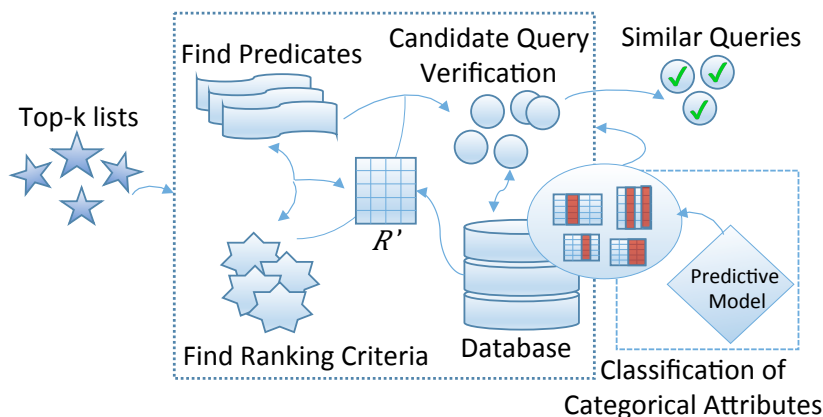 Find Predicates
Candidate Query
Verification
Similar Queries
Top-k lists
R'
Predictive
Model
Find Ranking Criteria
Database
Classification of
Categorical Attributes